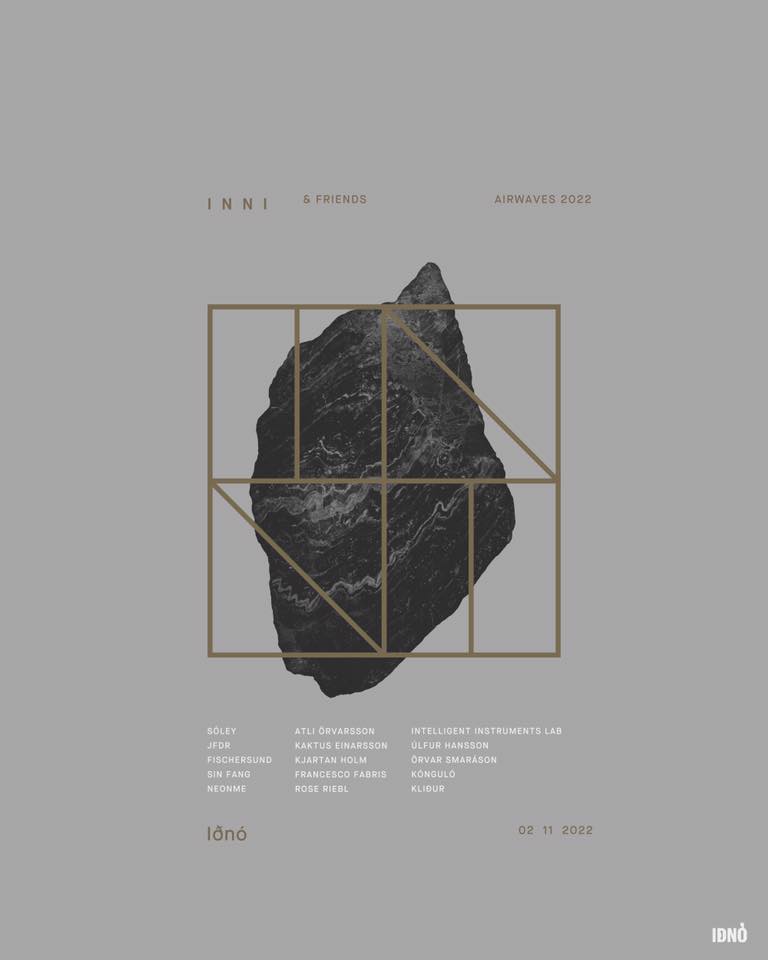 INNI & FRIENDS AIRWAVES 2022
SÓLEY ATLI ÖRVARSSON INTELLIGENT INSTRUMENTS LAB
JFDR KAKTUS EINARSSON ÚLFUR HANSSON
FISCHERSUND KJARTAN HOLM ÖRVAR SMÁRASON
SIN FANG FRANCESCO FABRIS KÓNGULÓ
NEONME ROSE RIEBL KLIÐUR
Iðnó 02 11 2022
IÐNÓ